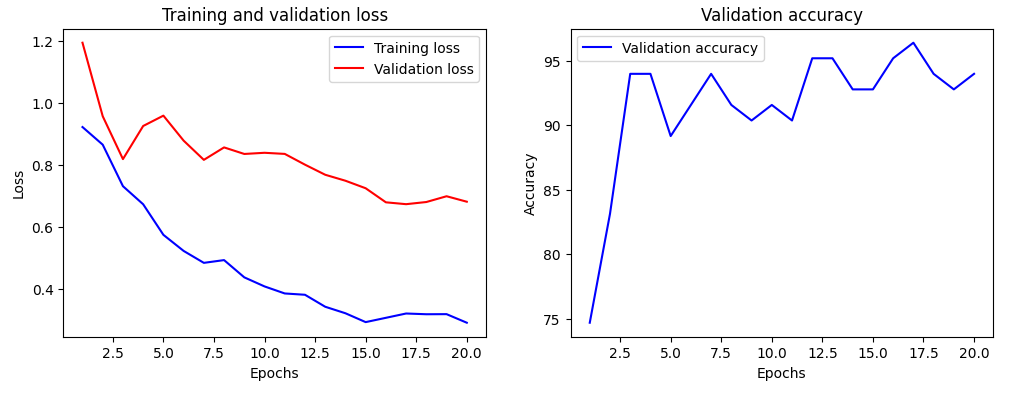 Training and validation loss
Training loss
Validation loss
1.2
1.0
0.8
0.6
0.4
Loss
2.5 5.0 7.5 10.0 12.5 15.0 17.5 20.0
Epochs
Validation accuracy
Validation accuracy
95
90
85
80
75
Accuracy
2.5 5.0 7.5 10.0 12.5 15.0 17.5 20.0
Epochs